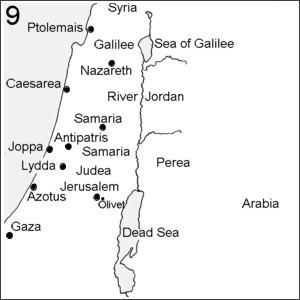 9
Syria
Ptolemais
Galilee
Sea of Galilee
Nazareth
Caesarea
River Jordan
Samaria
Antipatris
Joppa
Samaria
Lydda
Perea
Judea
Jerusalem
Azotus
Olivet
Arabia
Gaza
Dead Sea